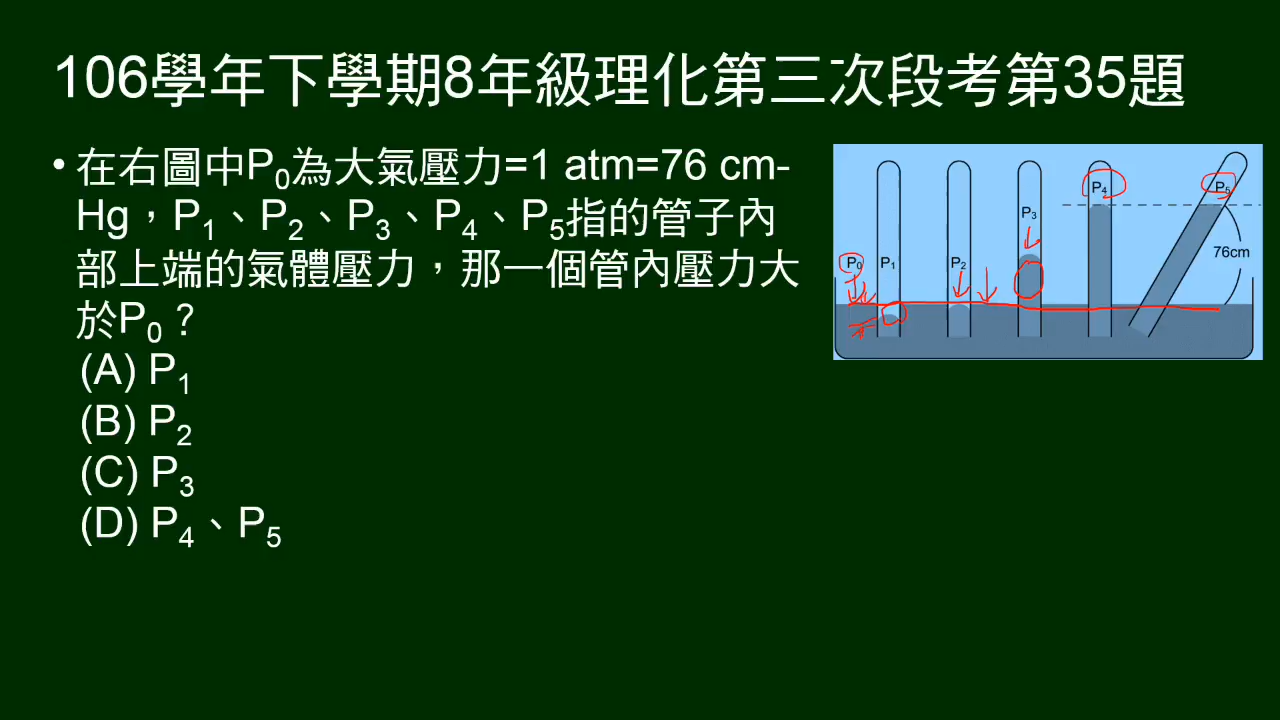 106學年下學期8年級理化第三次段考第35題
• 在右圖中P₀為大氣壓力=1 atm=76 cm-
Hg，P₁、P₂、P₃、P₄、P₅指的管子內
部上端的氣體壓力，那一個管內壓力大
於P₀？
(A) P₁
(B) P₂
(C) P₃
(D) P₄、P₅
P₀
P₁
P₂
P₃
P₄
P₅
76cm